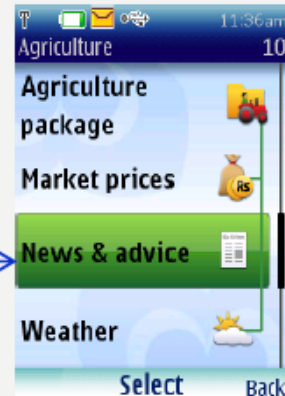 11:36am
Agriculture 10
Agriculture
package
Market prices
Rs
News & advice
Weather
Select Back